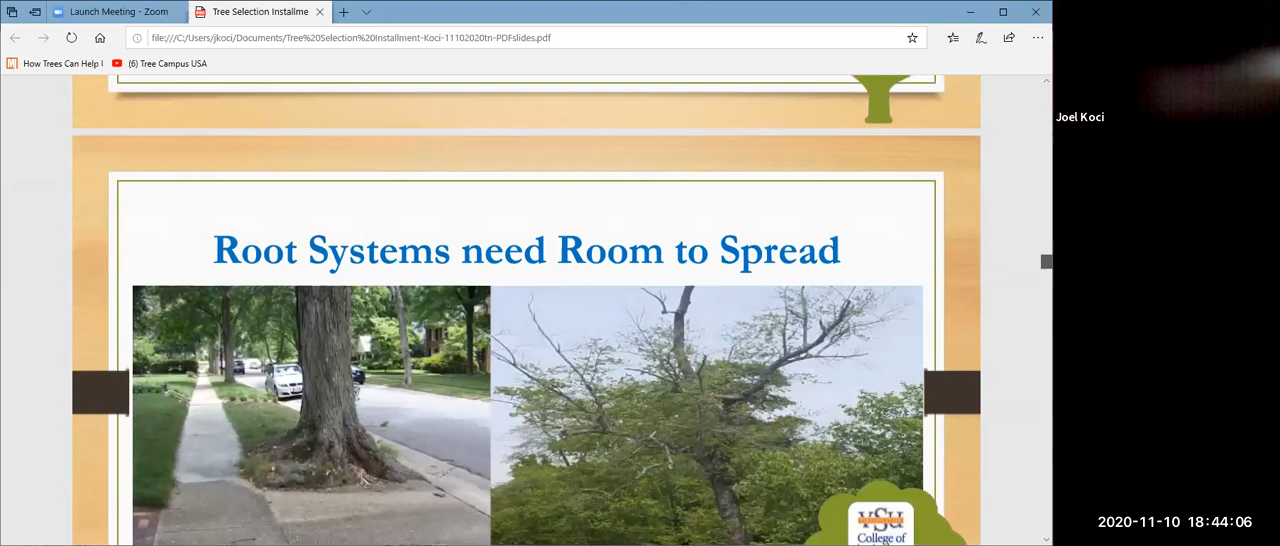 Launch Meeting - Zoom
Tree Selection Installme
file:///C:/Users/jkoci/Documents/Tree%20Selection%20Installment-Koci-11102020tn-PDFslides.pdf
How Trees Can Help
(6) Tree Campus USA
Joel Koci
Root Systems need Room to Spread
VSU
College of
2020-11-10 18:44:06